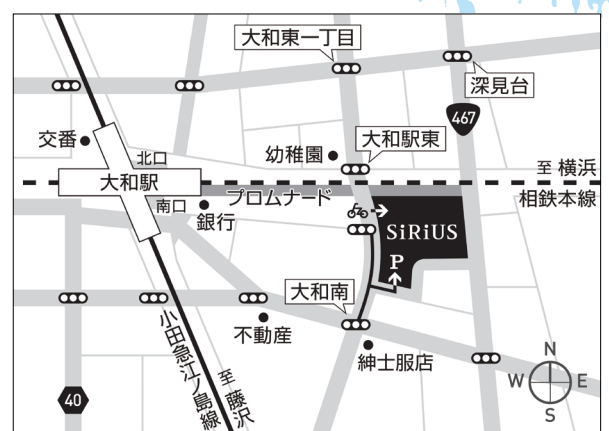 大和東一丁目
深見台
467
交番
北口
幼稚園
大和駅東
至 横浜
大和駅
プロムナード
相鉄本線
南口
銀行
SiRiUS
P
大和南
不動産
紳士服店
小田急江ノ島線
至 藤沢
40
N
W
E
S